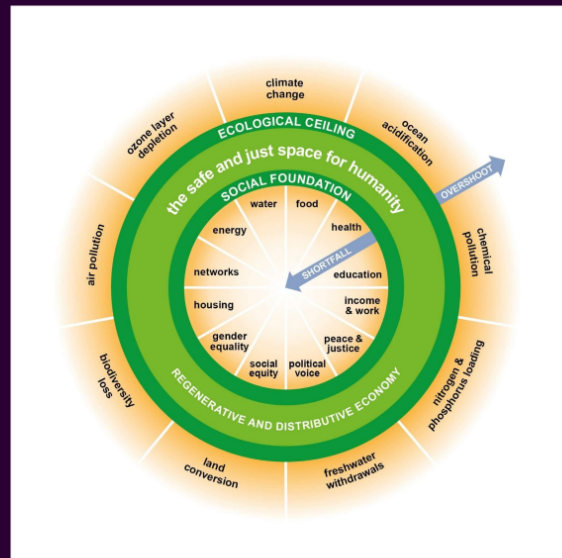 climate
change
ocean
acidification
chemical
pollution
nitrogen &
phosphorus loading
freshwater
withdrawals
land
conversion
biodiversity
loss
air pollution
ozone layer
depletion
ECOLOGICAL CEILING
the safe and just space for humanity
SOCIAL FOUNDATION
OVERSHOOT
SHORTFALL
water
food
health
education
income
& work
peace &
justice
political
voice
social
equity
gender
equality
housing
networks
energy
REGENERATIVE AND DISTRIBUTIVE ECONOMY